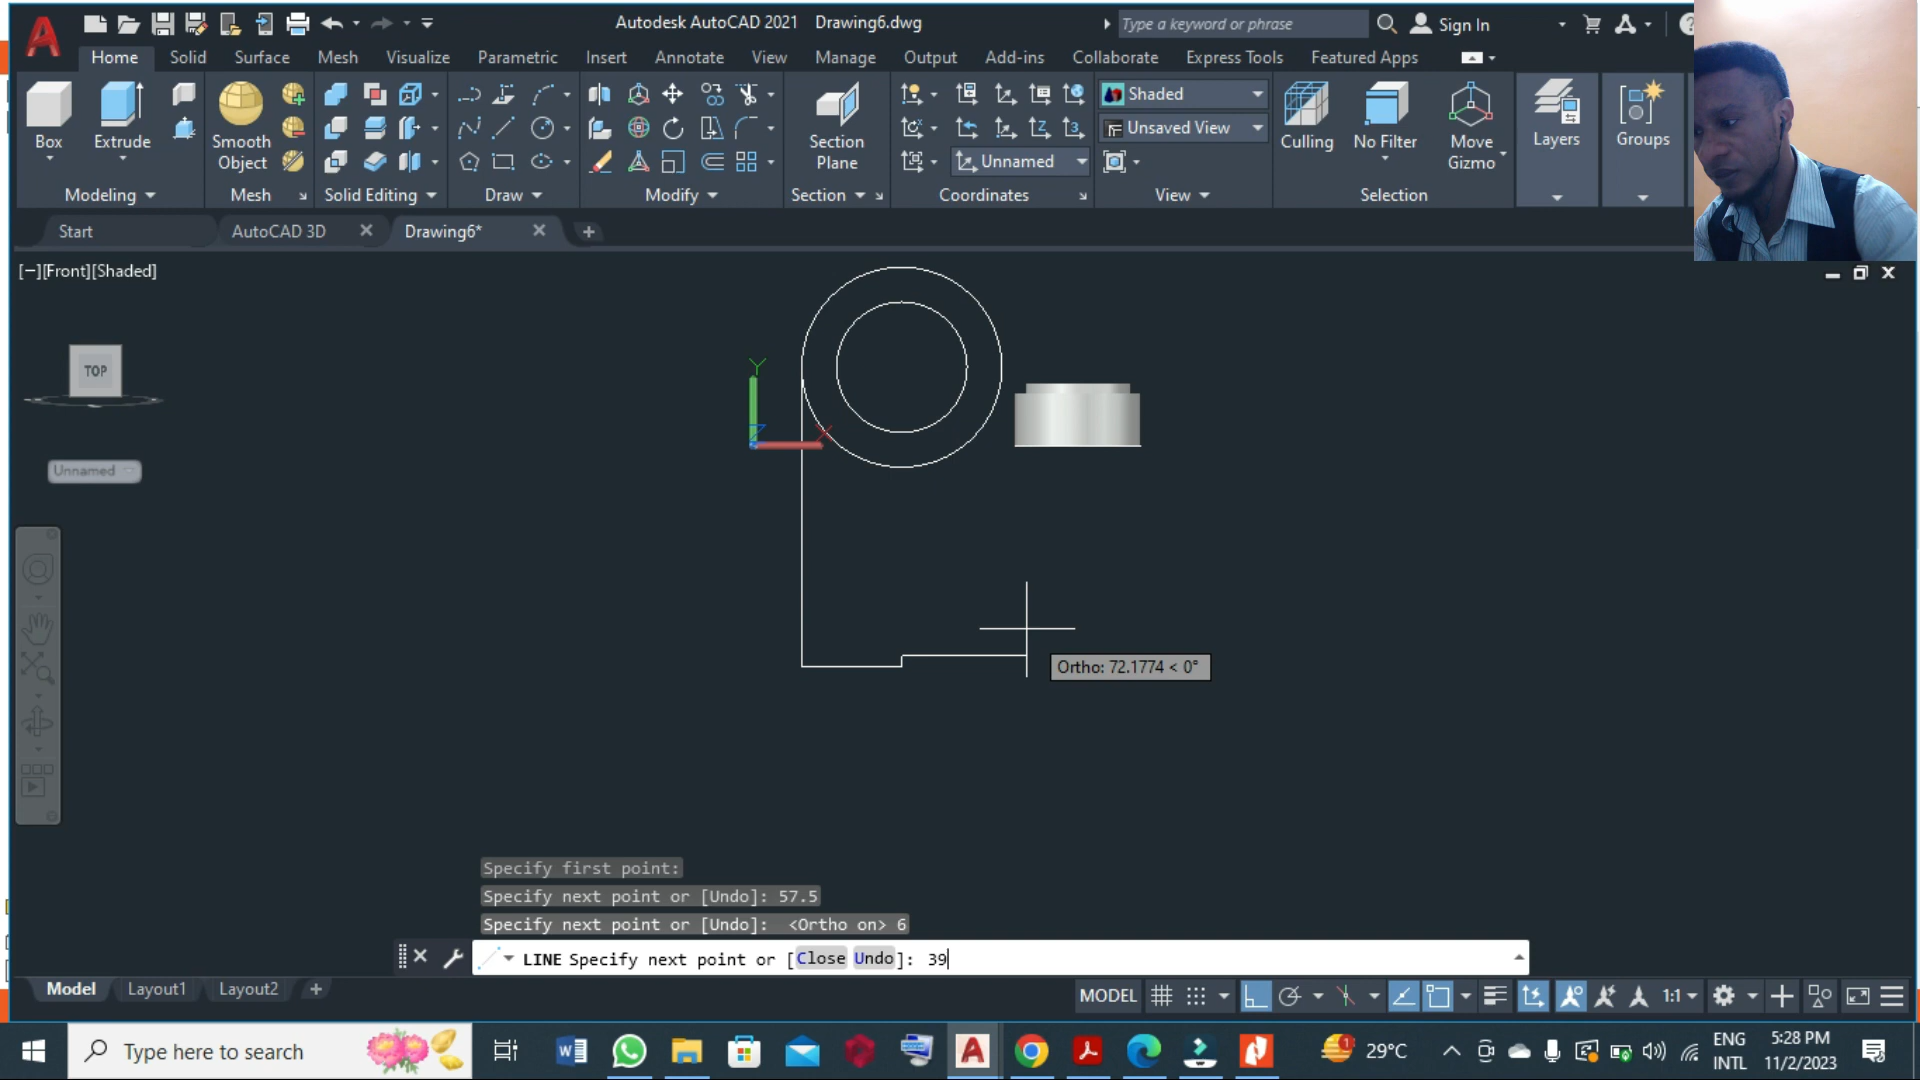 Autodesk AutoCAD 2021 Drawing6.dwg
Type a keyword or phrase
Sign In
Home Solid Surface Mesh Visualize Parametric Insert Annotate View Manage Output Add-ins Collaborate Express Tools Featured Apps
Box
Extrude
Smooth Object
Section Plane
Shaded
Unsaved View
Unnamed
Culling
No Filter
Move Gizmo
Layers
Groups
Modeling Mesh Solid Editing Draw Modify Section Coordinates View Selection
Start AutoCAD 3D Drawing6*
[−][Front][Shaded]
TOP
Unnamed
Y
X
Z
Ortho: 72.1774 < 0°
Specify first point:
Specify next point or [Undo]: 57.5
Specify next point or [Undo]: <Ortho on> 6
LINE Specify next point or [Close Undo]: 39
Model Layout1 Layout2
MODEL
1:1
Type here to search
29°C
ENG
INTL
5:28 PM
11/2/2023